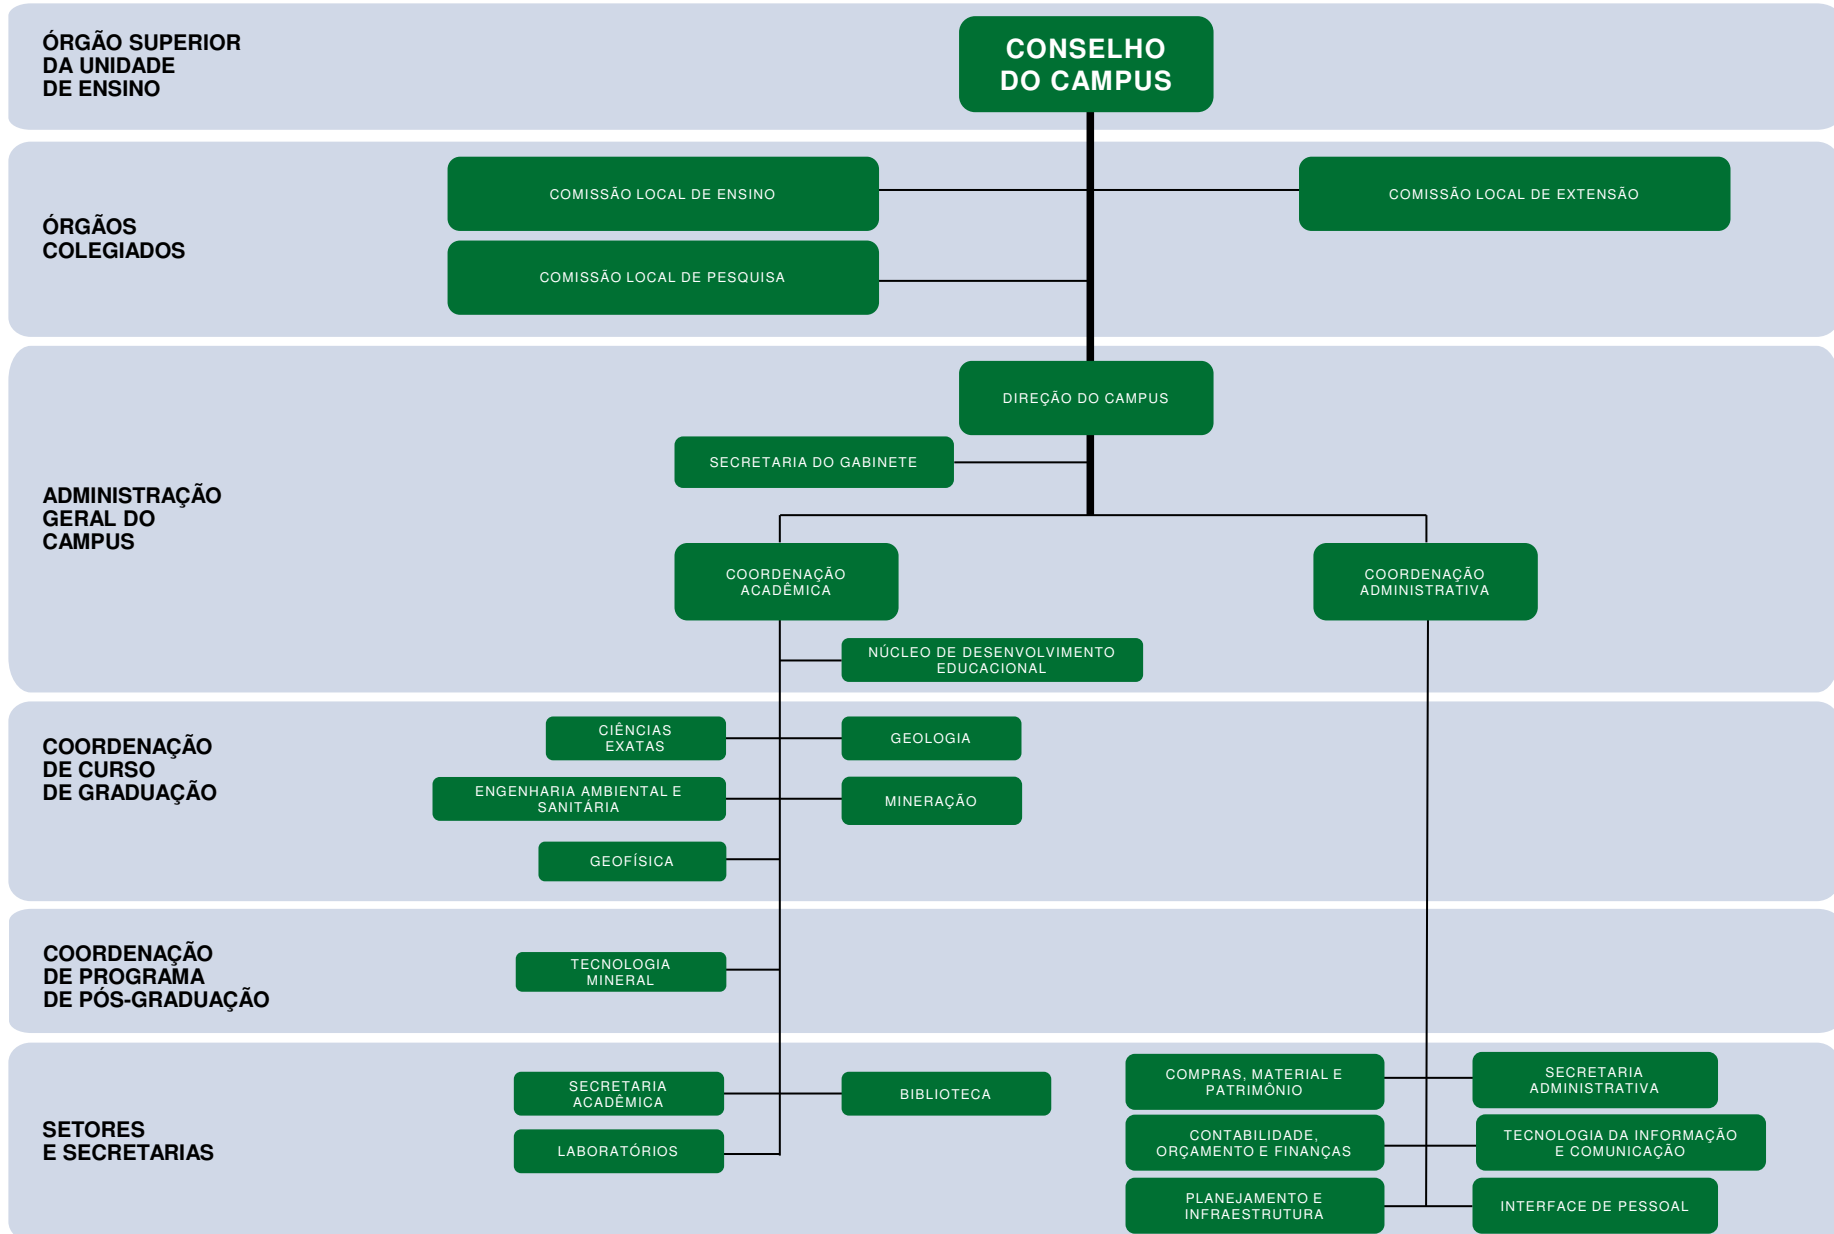 ÓRGÃO SUPERIOR
DA UNIDADE
DE ENSINO
CONSELHO
DO CAMPUS
ÓRGÃOS
COLEGIADOS
COMISSÃO LOCAL DE ENSINO
COMISSÃO LOCAL DE EXTENSÃO
COMISSÃO LOCAL DE PESQUISA
ADMINISTRAÇÃO
GERAL DO
CAMPUS
DIREÇÃO DO CAMPUS
SECRETARIA DO GABINETE
COORDENAÇÃO
ACADÊMICA
COORDENAÇÃO
ADMINISTRATIVA
NÚCLEO DE DESENVOLVIMENTO
EDUCACIONAL
COORDENAÇÃO
DE CURSO
DE GRADUAÇÃO
CIÊNCIAS
EXATAS
GEOLOGIA
ENGENHARIA AMBIENTAL E
SANITÁRIA
MINERAÇÃO
GEOFÍSICA
COORDENAÇÃO
DE PROGRAMA
DE PÓS-GRADUAÇÃO
TECNOLOGIA
MINERAL
SETORES
E SECRETARIAS
SECRETARIA
ACADÊMICA
BIBLIOTECA
LABORATÓRIOS
COMPRAS, MATERIAL E
PATRIMÔNIO
SECRETARIA
ADMINISTRATIVA
CONTABILIDADE,
ORÇAMENTO E FINANÇAS
TECNOLOGIA DA INFORMAÇÃO
E COMUNICAÇÃO
PLANEJAMENTO E
INFRAESTRUTURA
INTERFACE DE PESSOAL